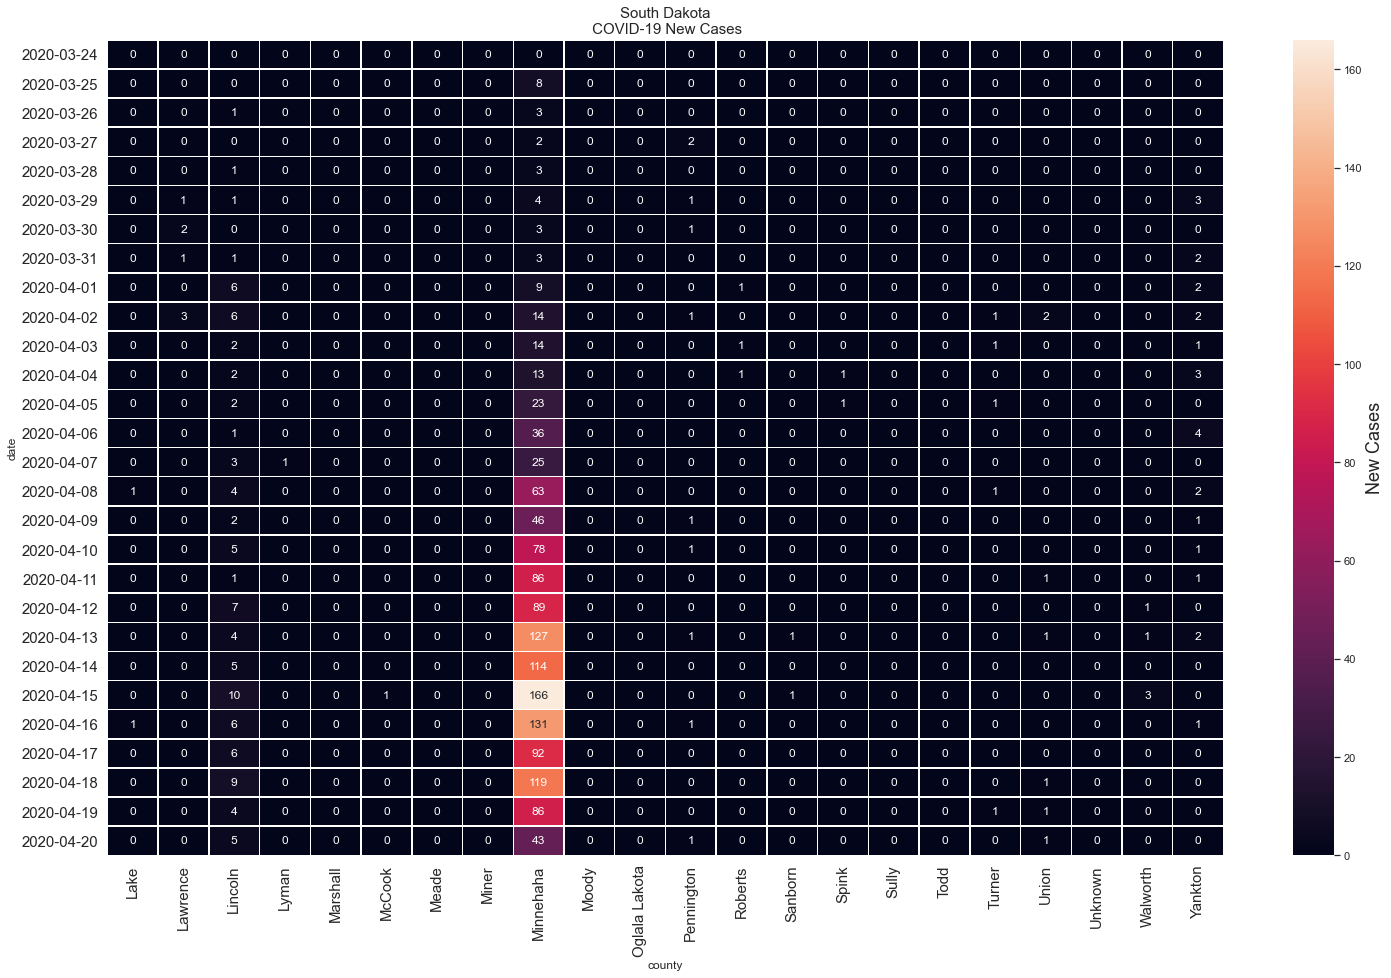 South Dakota
COVID-19 New Cases
2020-03-24 0 0 0 0 0 0 0 0 0 0 0 0 0 0 0 0 0 0 0 0 0 0
2020-03-25 0 0 0 0 0 0 0 0 8 0 0 0 0 0 0 0 0 0 0 0 0 0
2020-03-26 0 0 1 0 0 0 0 0 3 0 0 0 0 0 0 0 0 0 0 0 0 0
2020-03-27 0 0 0 0 0 0 0 0 2 0 0 2 0 0 0 0 0 0 0 0 0 0
2020-03-28 0 0 1 0 0 0 0 0 3 0 0 0 0 0 0 0 0 0 0 0 0 0
2020-03-29 0 1 1 0 0 0 0 0 4 0 0 1 0 0 0 0 0 0 0 0 0 3
2020-03-30 0 2 0 0 0 0 0 0 3 0 0 1 0 0 0 0 0 0 0 0 0 0
2020-03-31 0 1 1 0 0 0 0 0 3 0 0 0 0 0 0 0 0 0 0 0 0 2
2020-04-01 0 0 6 0 0 0 0 0 9 0 0 0 1 0 0 0 0 0 0 0 0 2
2020-04-02 0 3 6 0 0 0 0 0 14 0 0 1 0 0 0 0 0 1 2 0 0 2
2020-04-03 0 0 2 0 0 0 0 0 14 0 0 0 1 0 0 0 0 1 0 0 0 1
2020-04-04 0 0 2 0 0 0 0 0 13 0 0 0 1 0 1 0 0 0 0 0 0 3
2020-04-05 0 0 2 0 0 0 0 0 23 0 0 0 0 0 1 0 0 1 0 0 0 0
2020-04-06 0 0 1 0 0 0 0 0 36 0 0 0 0 0 0 0 0 0 0 0 0 4
2020-04-07 0 0 3 1 0 0 0 0 25 0 0 0 0 0 0 0 0 0 0 0 0 0
2020-04-08 1 0 4 0 0 0 0 0 63 0 0 0 0 0 0 0 0 1 0 0 0 2
2020-04-09 0 0 2 0 0 0 0 0 46 0 0 1 0 0 0 0 0 0 0 0 0 1
2020-04-10 0 0 5 0 0 0 0 0 78 0 0 1 0 0 0 0 0 0 0 0 0 1
2020-04-11 0 0 1 0 0 0 0 0 86 0 0 0 0 0 0 0 0 0 1 0 0 1
2020-04-12 0 0 7 0 0 0 0 0 89 0 0 0 0 0 0 0 0 0 0 0 1 0
2020-04-13 0 0 4 0 0 0 0 0 127 0 0 1 0 1 0 0 0 0 1 0 1 2
2020-04-14 0 0 5 0 0 0 0 0 114 0 0 0 0 0 0 0 0 0 0 0 0 0
2020-04-15 0 0 10 0 0 1 0 0 166 0 0 0 0 1 0 0 0 0 0 0 3 0
2020-04-16 1 0 6 0 0 0 0 0 131 0 0 1 0 0 0 0 0 0 0 0 0 1
2020-04-17 0 0 6 0 0 0 0 0 92 0 0 0 0 0 0 0 0 0 0 0 0 0
2020-04-18 0 0 9 0 0 0 0 0 119 0 0 0 0 0 0 0 0 0 1 0 0 0
2020-04-19 0 0 4 0 0 0 0 0 86 0 0 0 0 0 0 0 0 1 1 0 0 0
2020-04-20 0 0 5 0 0 0 0 0 43 0 0 1 0 0 0 0 0 0 1 0 0 0
date
Lake Lawrence Lincoln Lyman Marshall McCook Meade Miner Minnehaha Moody Oglala Lakota Pennington Roberts Sanborn Spink Sully Todd Turner Union Unknown Walworth Yankton
county
160
140
120
100
80
60
40
20
0
New Cases